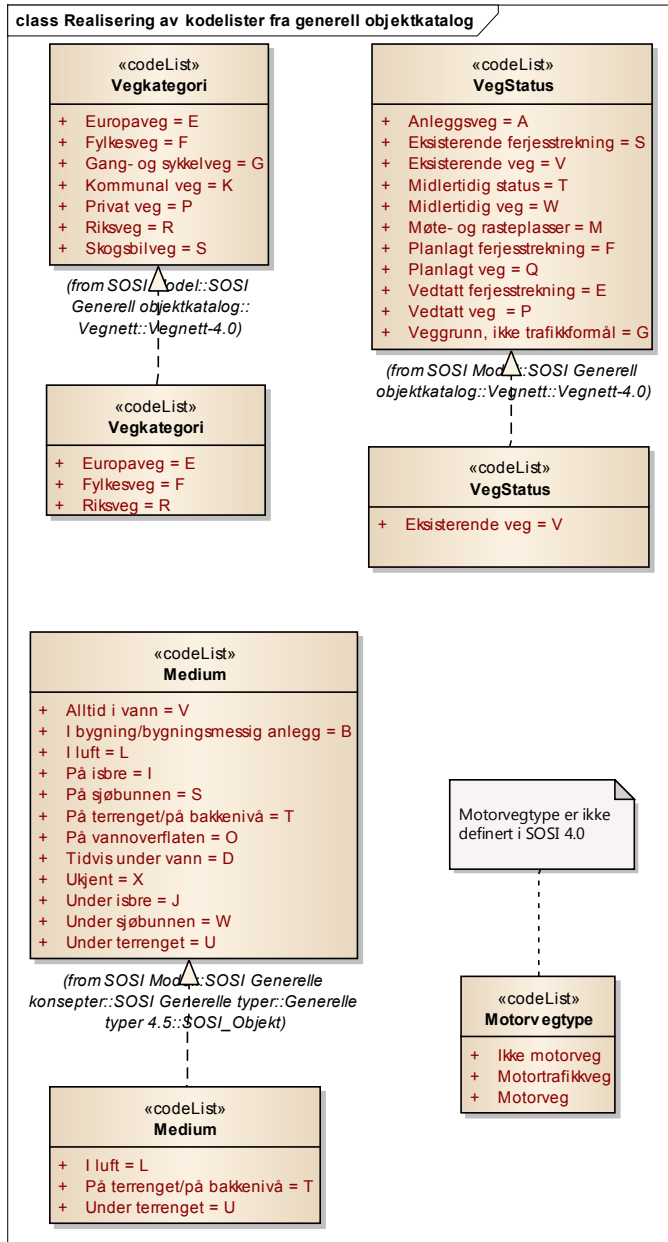 class Realisering av kodelister fra generell objektkatalog
«codeList»
Vegkategori
+ Europaveg = E
+ Fylkesveg = F
+ Gang- og sykkelveg = G
+ Kommunal veg = K
+ Privat veg = P
+ Riksveg = R
+ Skogsbilveg = S
(from SOSI Model::SOSI
Generell objektkatalog::
Vegnett::Vegnett-4.0)
«codeList»
Vegkategori
+ Europaveg = E
+ Fylkesveg = F
+ Riksveg = R
«codeList»
VegStatus
+ Anleggsveg = A
+ Eksisterende ferjesstrekning = S
+ Eksisterende veg = V
+ Midlertidig status = T
+ Midlertidig veg = W
+ Møte- og rasteplasser = M
+ Planlagt ferjesstrekning = F
+ Planlagt veg = Q
+ Vedtatt ferjesstrekning = E
+ Vedtatt veg = P
+ Veggrunn, ikke trafikkformål = G
(from SOSI Model::SOSI Generell
objektkatalog::Vegnett::Vegnett-4.0)
«codeList»
VegStatus
+ Eksisterende veg = V
«codeList»
Medium
+ Alltid i vann = V
+ I bygning/bygningsmessig anlegg = B
+ I luft = L
+ På isbre = I
+ På sjøbunnen = S
+ På terrenget/på bakkenivå = T
+ På vannoverflaten = O
+ Tidvis under vann = D
+ Ukjent = X
+ Under isbre = J
+ Under sjøbunnen = W
+ Under terrenget = U
(from SOSI Model::SOSI Generelle
konsepter::SOSI Generelle typer::Generelle
typer 4.5::SOSI_Objekt)
«codeList»
Medium
+ I luft = L
+ På terrenget/på bakkenivå = T
+ Under terrenget = U
Motorvegtype er ikke
definert i SOSI 4.0
«codeList»
Motorvegtype
+ Ikke motorveg
+ Motortrafikkveg
+ Motorveg